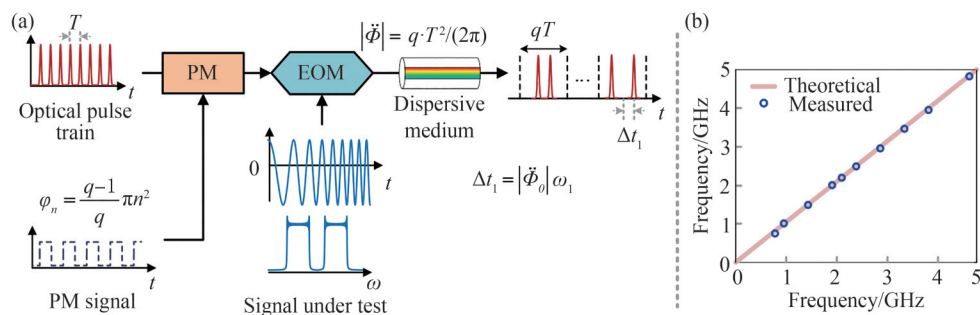 (a)
T
t
Optical pulse
train
PM
EOM
|Φ̈| = q·T²/(2π)
Dispersive
medium
qT
...
t
Δt₁
Δt₁ = |Φ̈₀| ω₁
φₙ = (q−1)/q πn²
t
PM signal
0
t
ω
Signal under test
(b)
Frequency/GHz
5
4
3
2
1
0
Theoretical
Measured
0 1 2 3 4 5
Frequency/GHz